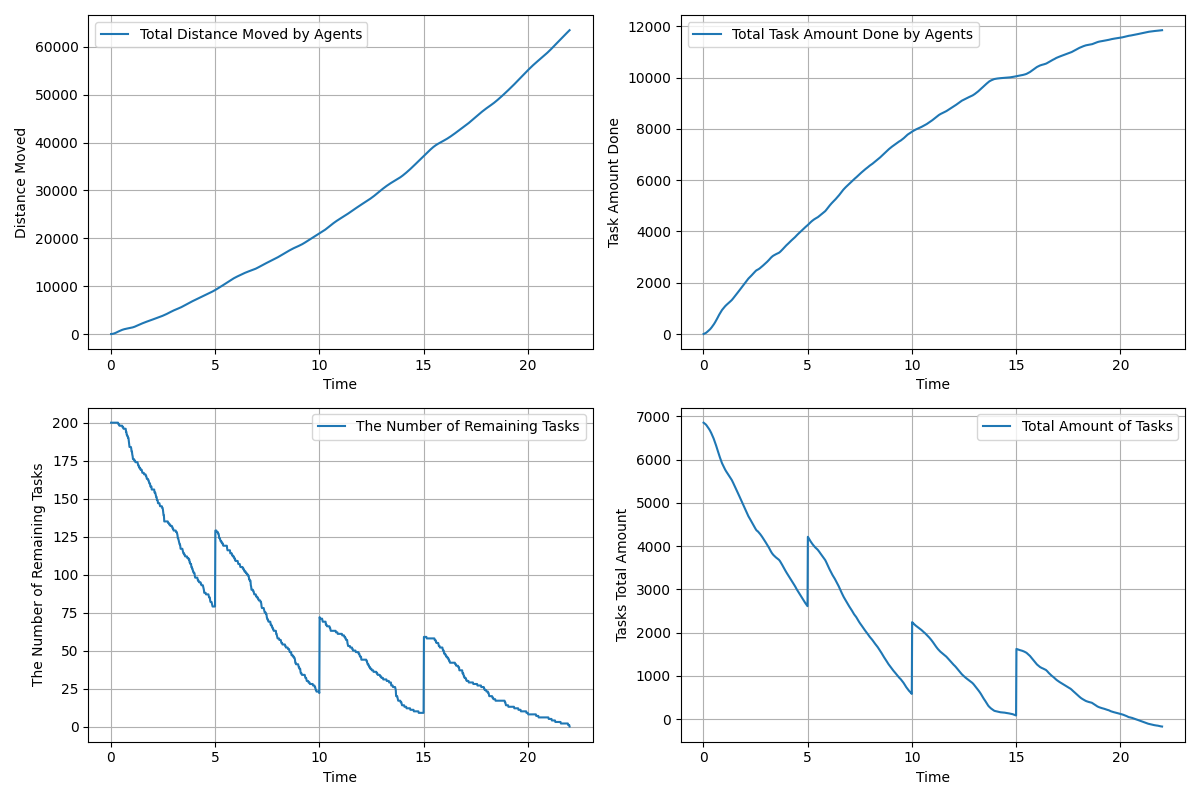 Total Distance Moved by Agents
Distance Moved
60000
50000
40000
30000
20000
10000
0
0 5 10 15 20
Time
Total Task Amount Done by Agents
Task Amount Done
12000
10000
8000
6000
4000
2000
0
0 5 10 15 20
Time
The Number of Remaining Tasks
The Number of Remaining Tasks
200
175
150
125
100
75
50
25
0
0 5 10 15 20
Time
Total Amount of Tasks
Tasks Total Amount
7000
6000
5000
4000
3000
2000
1000
0
0 5 10 15 20
Time